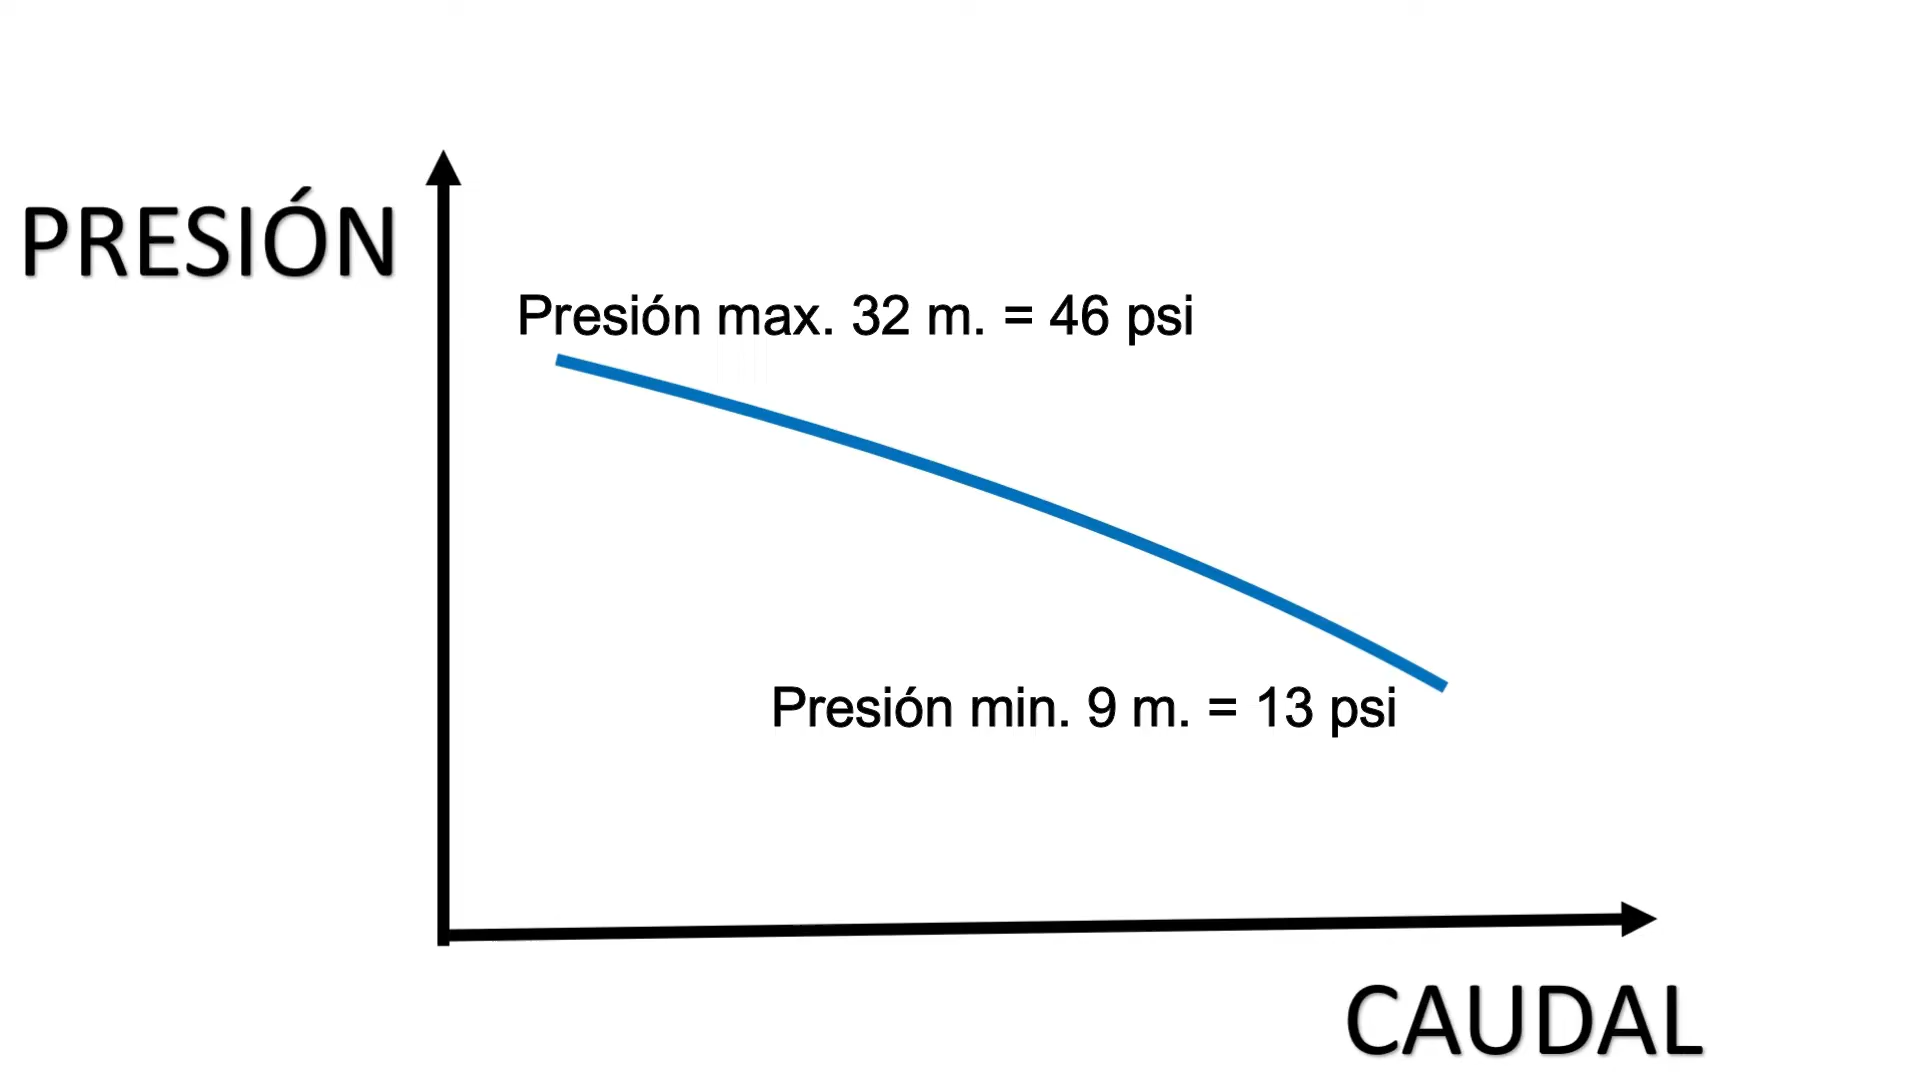 PRESIÓN
Presión max. 32 m. = 46 psi
Presión min. 9 m. = 13 psi
CAUDAL